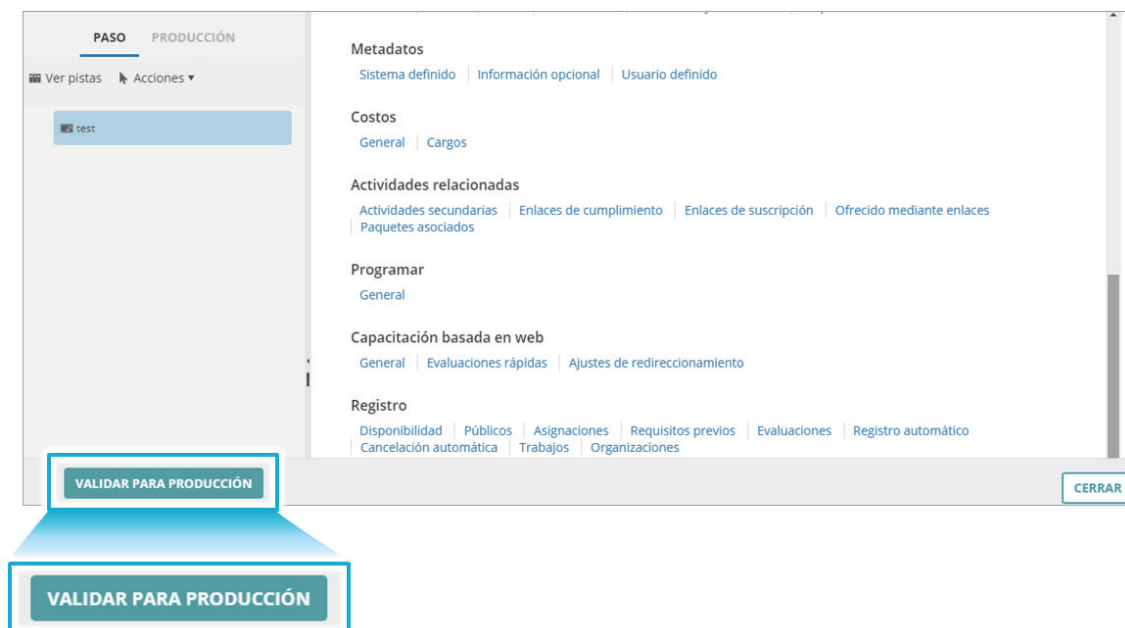 PASO PRODUCCIÓN
Ver pistas Acciones
test
Metadatos
Sistema definido Información opcional Usuario definido
Costos
General Cargos
Actividades relacionadas
Actividades secundarias Enlaces de cumplimiento Enlaces de suscripción Ofrecido mediante enlaces
Paquetes asociados
Programar
General
Capacitación basada en web
General Evaluaciones rápidas Ajustes de redireccionamiento
Registro
Disponibilidad Públicos Asignaciones Requisitos previos Evaluaciones Registro automático
Cancelación automática Trabajos Organizaciones
VALIDAR PARA PRODUCCIÓN
CERRAR
VALIDAR PARA PRODUCCIÓN